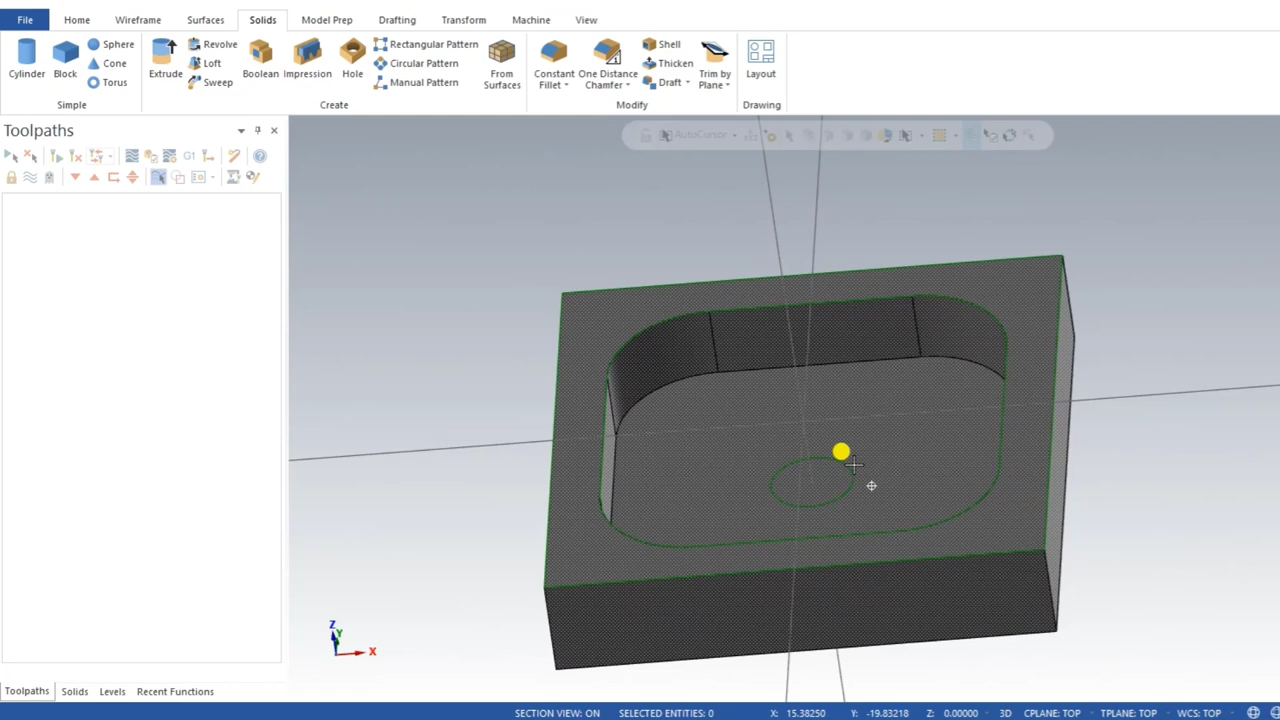 File Home Wireframe Surfaces Solids Model Prep Drafting Transform Machine View
Sphere Revolve Rectangular Pattern Shell
Cone Loft Circular Pattern Thicken
Cylinder Block Extrude Boolean Impression Hole From Constant One Distance Trim by Layout
Torus Sweep Manual Pattern Surfaces Fillet Chamfer Draft Plane
Simple Create Modify Drawing
Toolpaths
AutoCursor
G1
Z
Y
X
Toolpaths Solids Levels Recent Functions
SECTION VIEW: ON SELECTED ENTITIES: 0 X: 15.38250 Y: -19.83218 Z: 0.00000 3D CPLANE: TOP TPLANE: TOP WCS: TOP